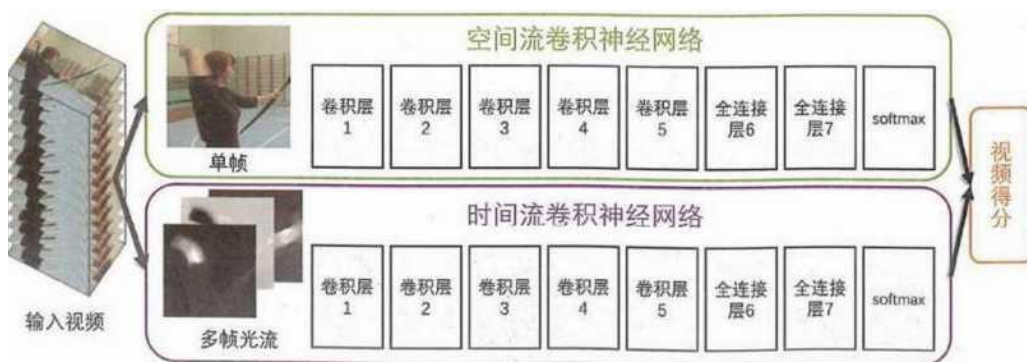 空间流卷积神经网络
卷积层
1
卷积层
2
卷积层
3
卷积层
4
卷积层
5
全连接
层6
全连接
层7
softmax
单帧
视频得分
时间流卷积神经网络
卷积层
1
卷积层
2
卷积层
3
卷积层
4
卷积层
5
全连接
层6
全连接
层7
softmax
输入视频
多帧光流